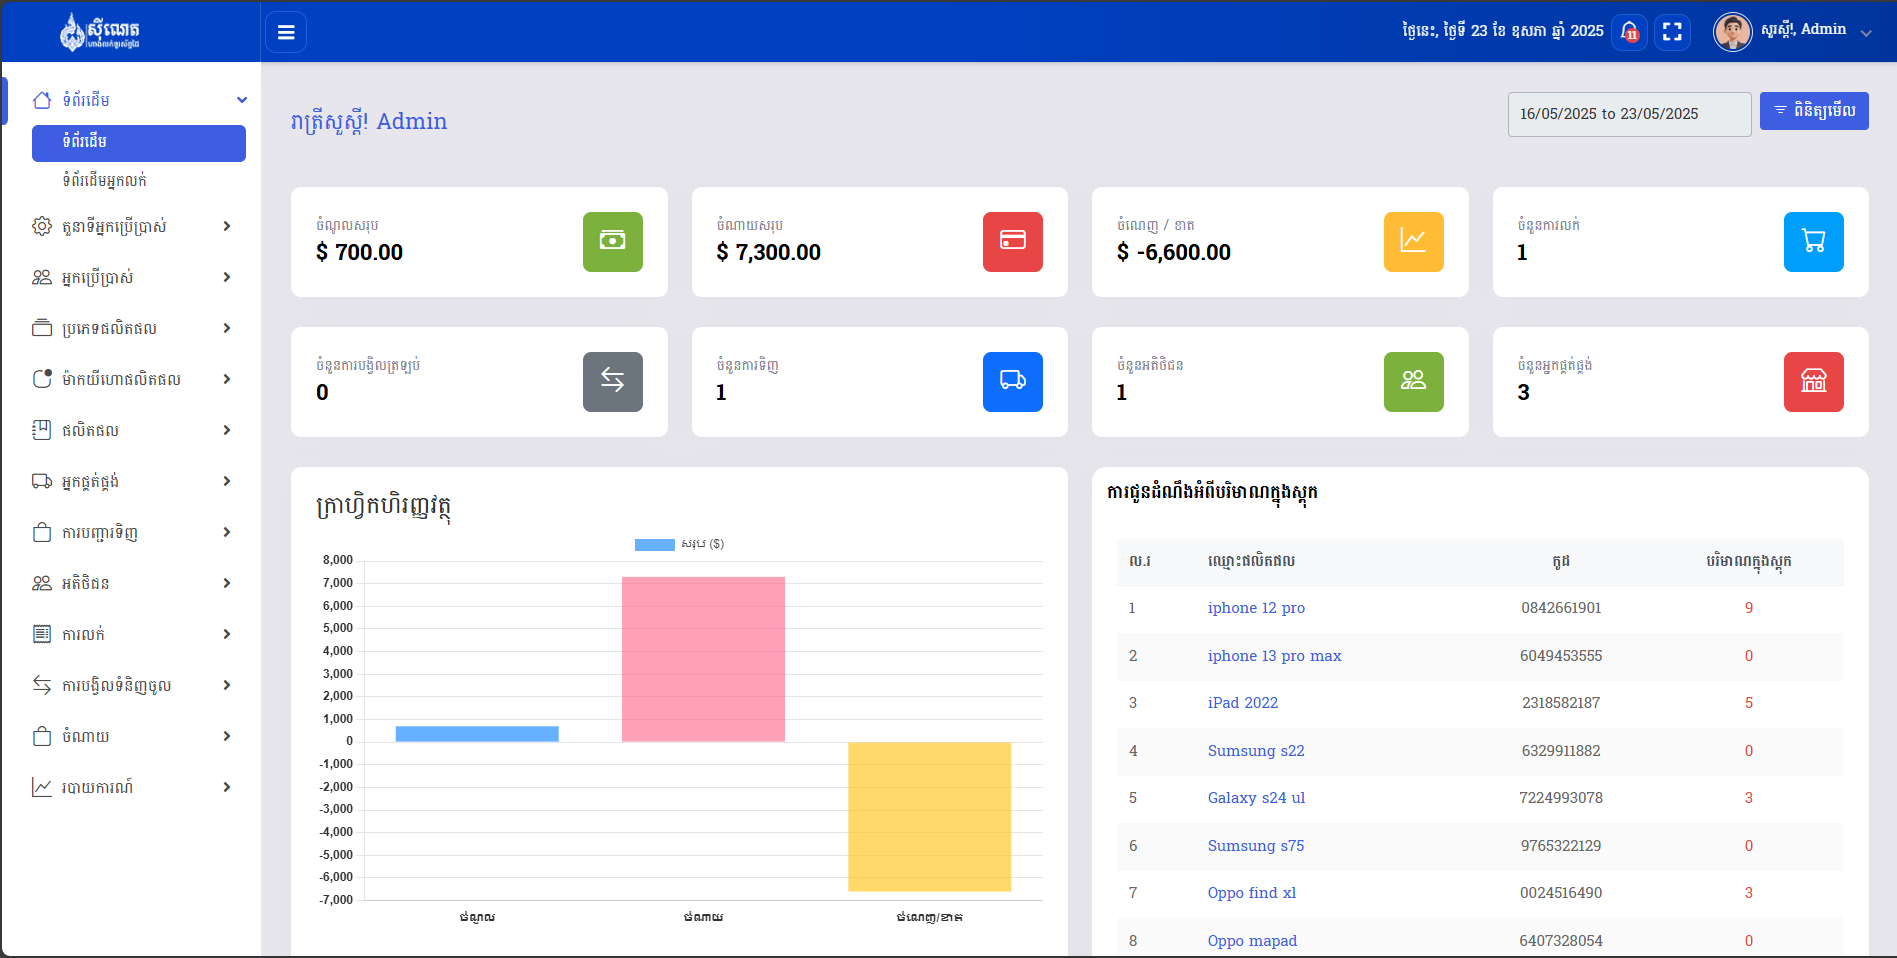 ស៊ីណេត
ថ្ងៃនេះ, ថ្ងៃទី 23 ខែ ឧសភា ឆ្នាំ 2025
11
សួរស្តី!, Admin
ទំព័រដើម
ទំព័រដើម
ទំព័រដើមអ្នកលក់
តួនាទីអ្នកប្រើប្រាស់
អ្នកប្រើប្រាស់
ប្រភេទផលិតផល
ម៉ាកយីហោផលិតផល
ផលិតផល
អ្នកផ្គត់ផ្គង់
ការបញ្ជារទិញ
អតិថិជន
ការលក់
ការបង្វិលទំនិញចូល
ចំណាយ
របាយការណ៍
រាត្រីសួស្តី! Admin
16/05/2025 to 23/05/2025
ពិនិត្យមើល
ចំណូលសរុប
$ 700.00
ចំណាយសរុប
$ 7,300.00
ចំណេញ / ខាត
$ -6,600.00
ចំនួនការលក់
1
ចំនួនការបង្វិលត្រឡប់
0
ចំនួនការទិញ
1
ចំនួនអតិថិជន
1
ចំនួនអ្នកផ្គត់ផ្គង់
3
ក្រាហ្វិកហិរញ្ញវត្ថុ
សរុប ($)
8,000
7,000
6,000
5,000
4,000
3,000
2,000
1,000
0
-1,000
-2,000
-3,000
-4,000
-5,000
-6,000
-7,000
ចំណូល ចំណាយ ចំណេញ/ខាត
ការជូនដំណឹងអំពីបរិមាណក្នុងស្តុក
ល.រ ឈ្មោះផលិតផល កូដ បរិមាណក្នុងស្តុក
1 iphone 12 pro 0842661901 9
2 iphone 13 pro max 6049453555 0
3 iPad 2022 2318582187 5
4 Sumsung s22 6329911882 0
5 Galaxy s24 ul 7224993078 3
6 Sumsung s75 9765322129 0
7 Oppo find xl 0024516490 3
8 Oppo mapad 6407328054 0